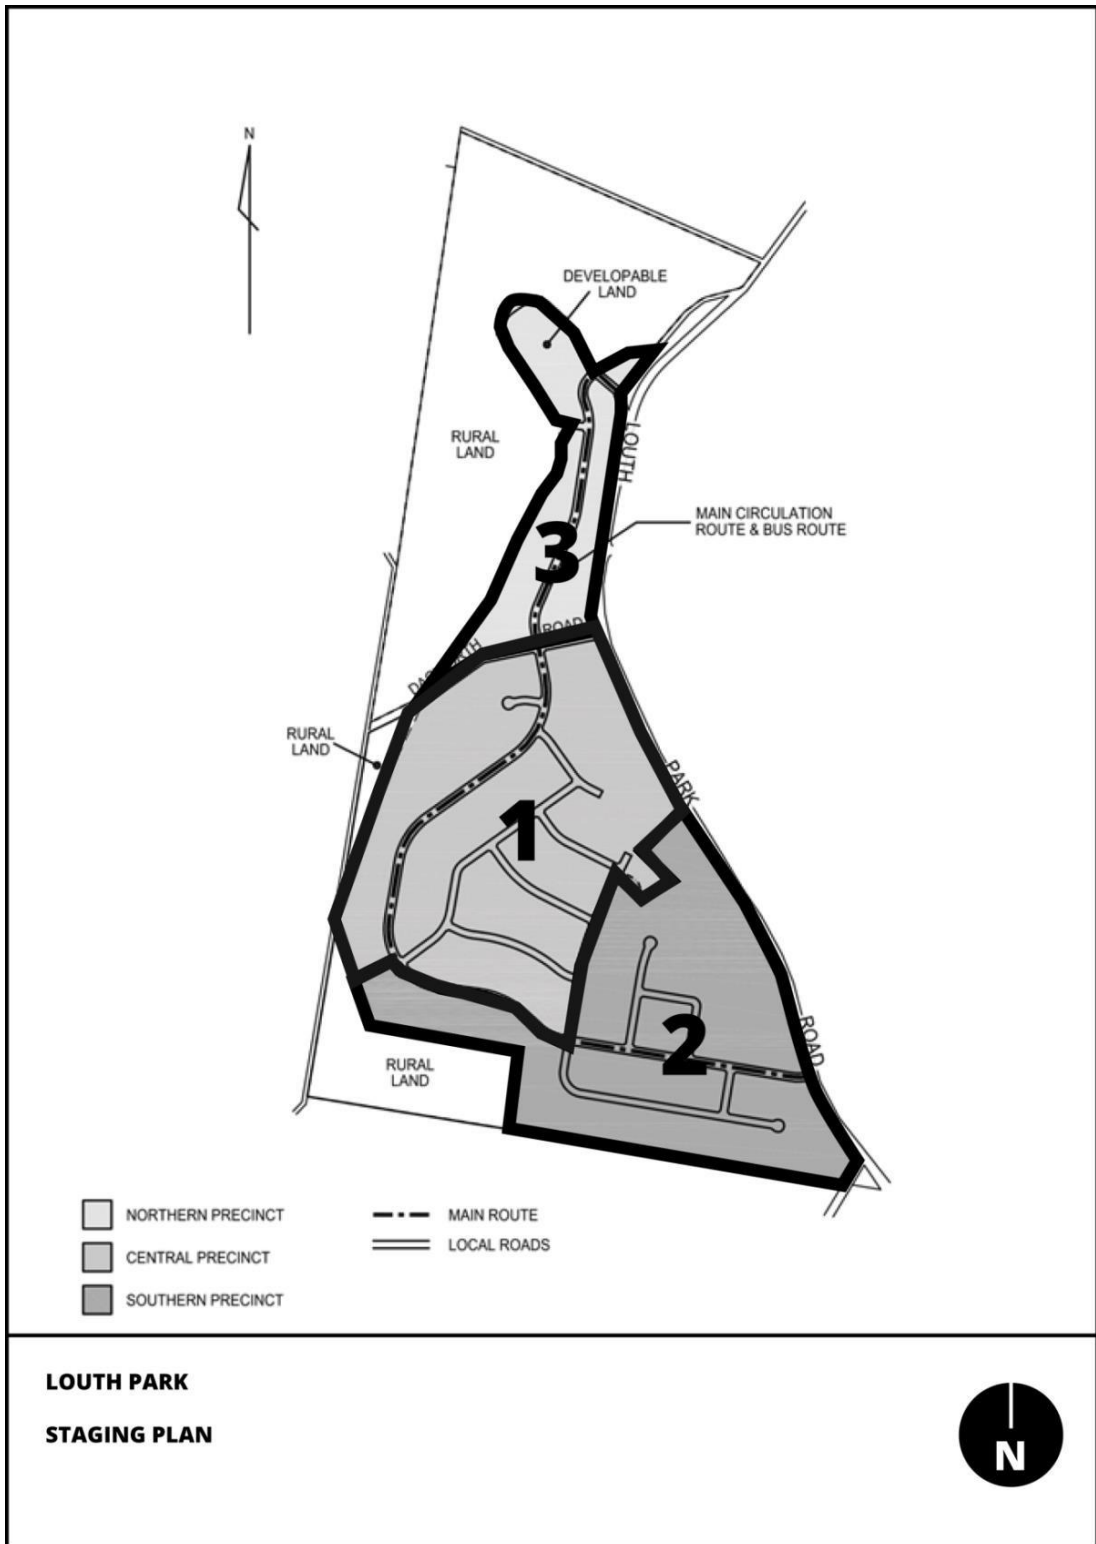 N
DEVELOPABLE
LAND
RURAL
LAND
LOUTH
MAIN CIRCULATION
ROUTE & BUS ROUTE
3
ROAD
RURAL
LAND
PARK
1
2
ROAD
RURAL
LAND
NORTHERN PRECINCT
MAIN ROUTE
CENTRAL PRECINCT
LOCAL ROADS
SOUTHERN PRECINCT
LOUTH PARK
STAGING PLAN
N